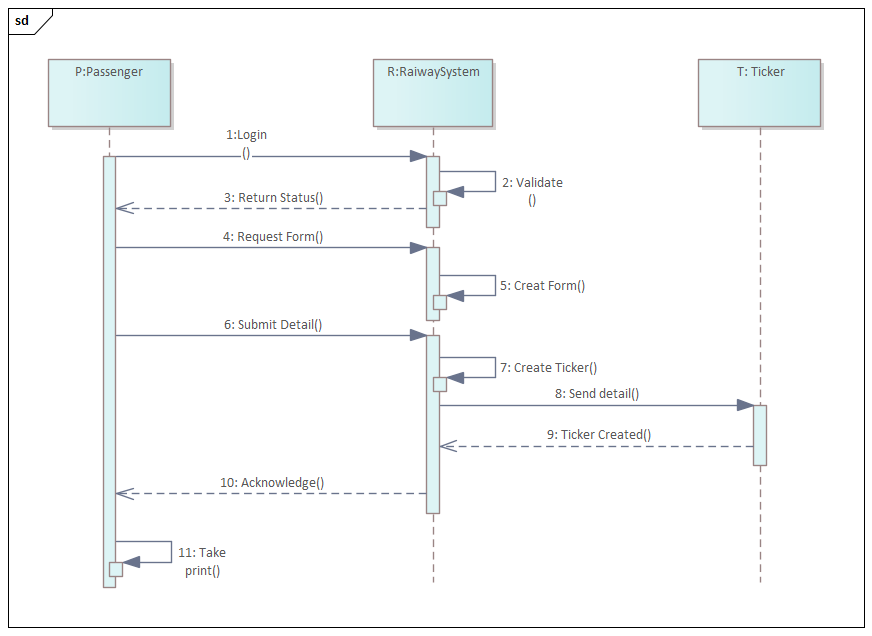 sd
P:Passenger
R:RaiwaySystem
T: Ticker
1:Login
()
2: Validate
()
3: Return Status()
4: Request Form()
5: Creat Form()
6: Submit Detail()
7: Create Ticker()
8: Send detail()
9: Ticker Created()
10: Acknowledge()
11: Take
print()